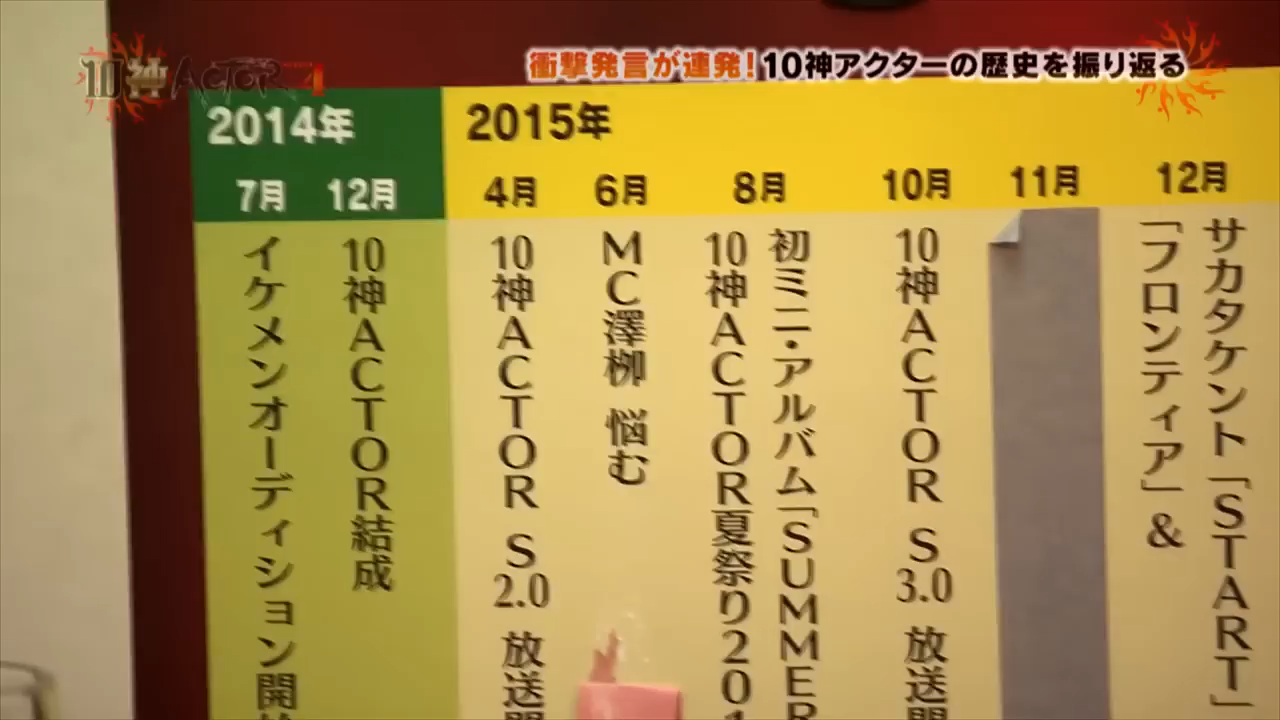 10神ACTOR 4
衝撃発言が連発!10神アクターの歴史を振り返る
2014年
7月
イケメンオーディション開
12月
10神ACTOR結成
2015年
4月
10神ACTOR S 2.0 放送
6月
MC澤栁 悩む
8月
初ミニ・アルバム「SUMMER
10神ACTOR夏祭り20
10月
10神ACTOR S 3.0 放送
11月
12月
サカタケント「START」
「フロンティア」&